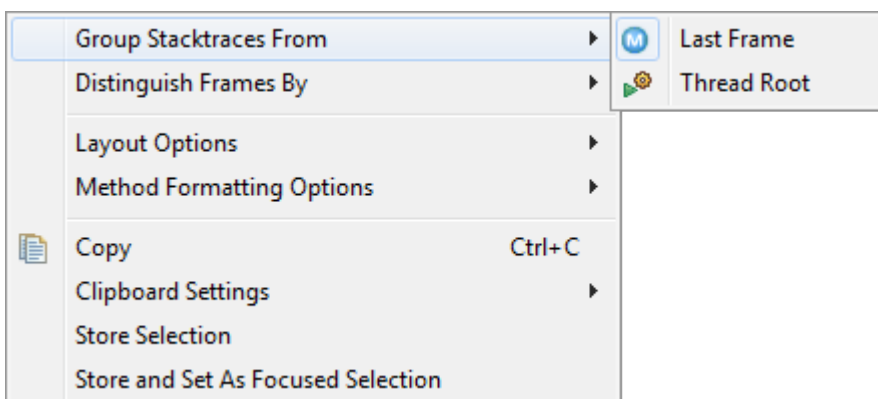 Group Stacktraces From
Distinguish Frames By
Layout Options
Method Formatting Options
Copy Ctrl+C
Clipboard Settings
Store Selection
Store and Set As Focused Selection
M Last Frame
Thread Root